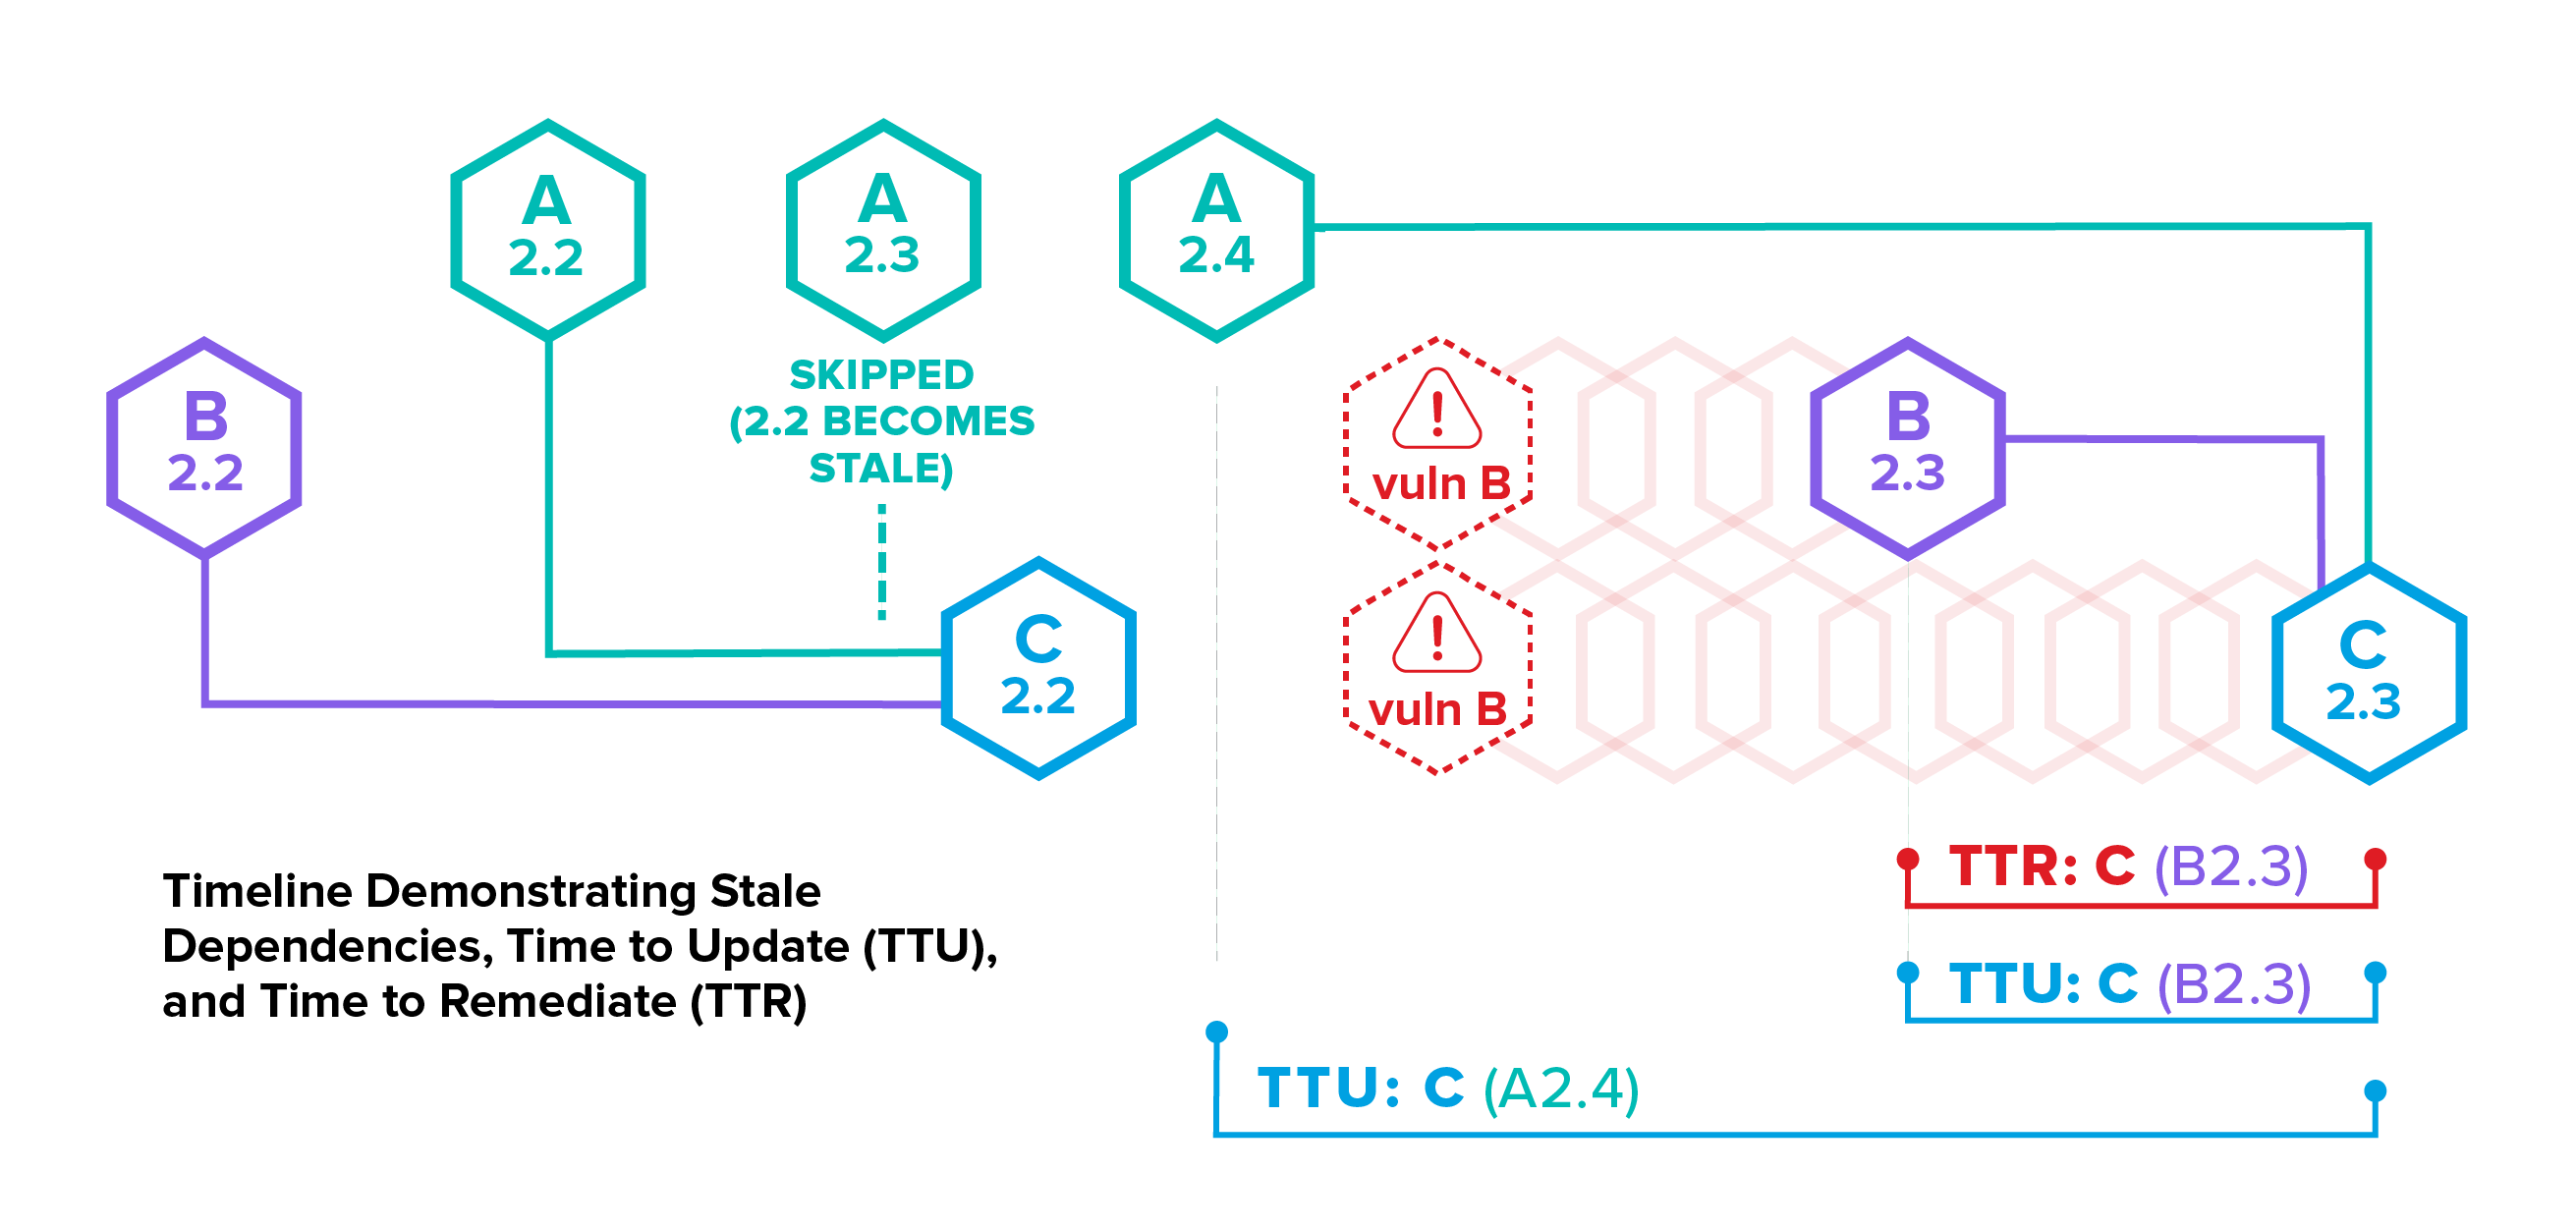 A
2.2
A
2.3
A
2.4
SKIPPED
(2.2 BECOMES
STALE)
B
2.2
!
vuln B
B
2.3
C
2.2
!
vuln B
C
2.3
Timeline Demonstrating Stale
Dependencies, Time to Update (TTU),
and Time to Remediate (TTR)
TTR: C (B2.3)
TTU: C (B2.3)
TTU: C (A2.4)